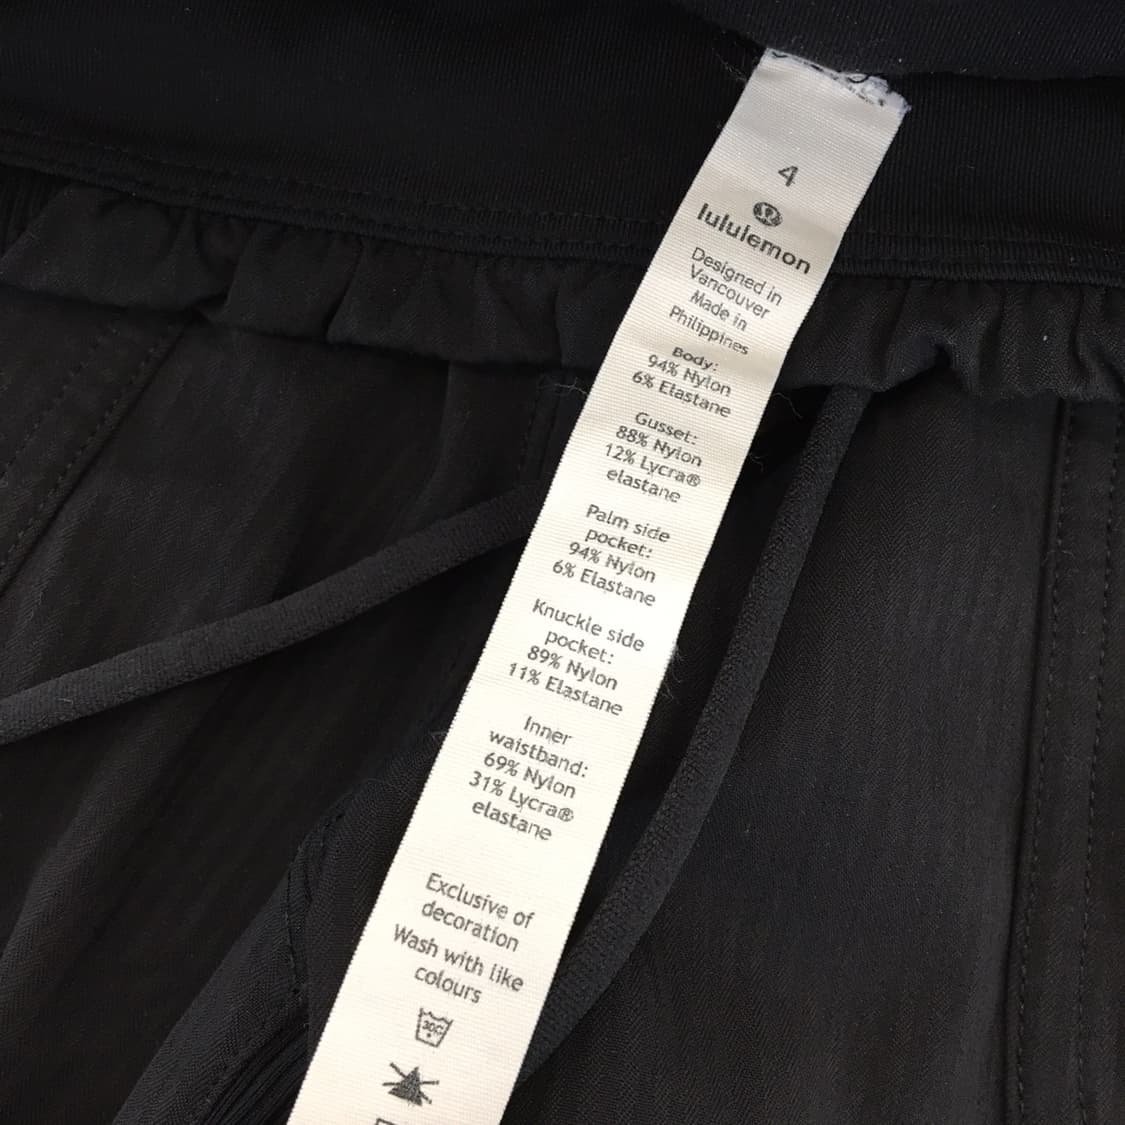 4
lululemon
Designed in
Vancouver
Made in
Philippines
Body:
94% Nylon
6% Elastane
Gusset:
88% Nylon
12% Lycra®
elastane
Palm side
pocket:
94% Nylon
6% Elastane
Knuckle side
pocket:
89% Nylon
11% Elastane
Inner
waistband:
69% Nylon
31% Lycra®
elastane
Exclusive of
decoration
Wash with like
colours
30C